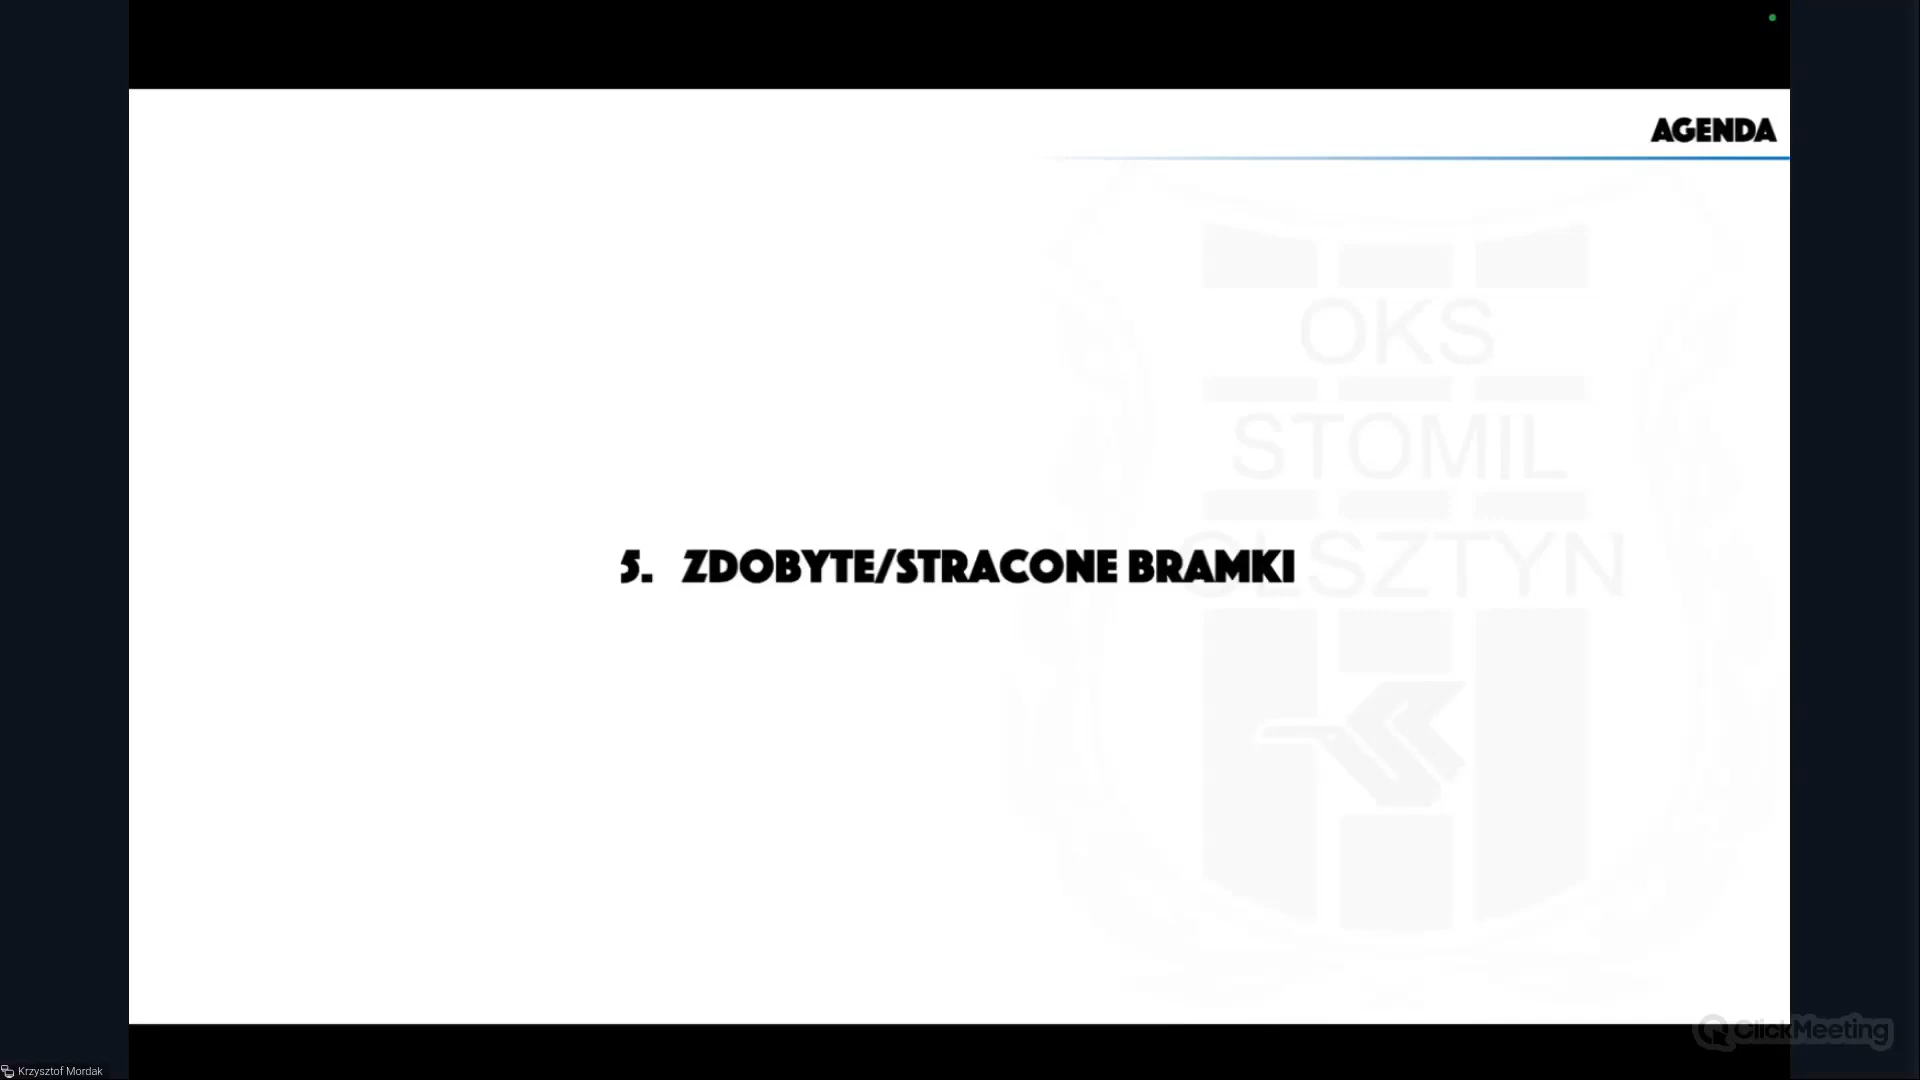 AGENDA
OKS
STOMIL
OLSZTYN
5. ZDOBYTE/STRACONE BRAMKI
ClickMeeting
Krzysztof Mordak